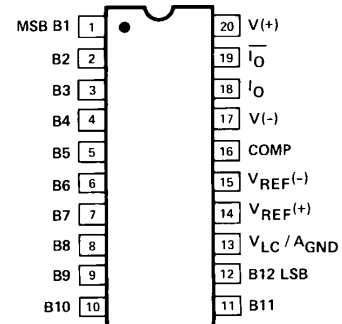 MSB B1 1 20 V(+)
B2 2 19 I̅O̅
B3 3 18 IO
B4 4 17 V(-)
B5 5 16 COMP
B6 6 15 VREF(-)
B7 7 14 VREF(+)
B8 8 13 VLC / AGND
B9 9 12 B12 LSB
B10 10 11 B11